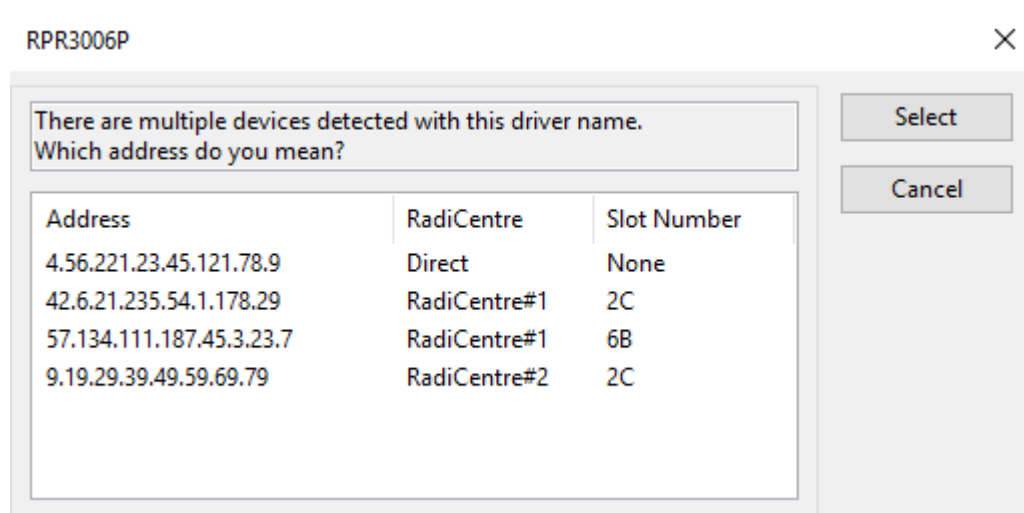 RPR3006P
There are multiple devices detected with this driver name.
Which address do you mean?
Select
Cancel
Address RadiCentre Slot Number
4.56.221.23.45.121.78.9 Direct None
42.6.21.235.54.1.178.29 RadiCentre#1 2C
57.134.111.187.45.3.23.7 RadiCentre#1 6B
9.19.29.39.49.59.69.79 RadiCentre#2 2C